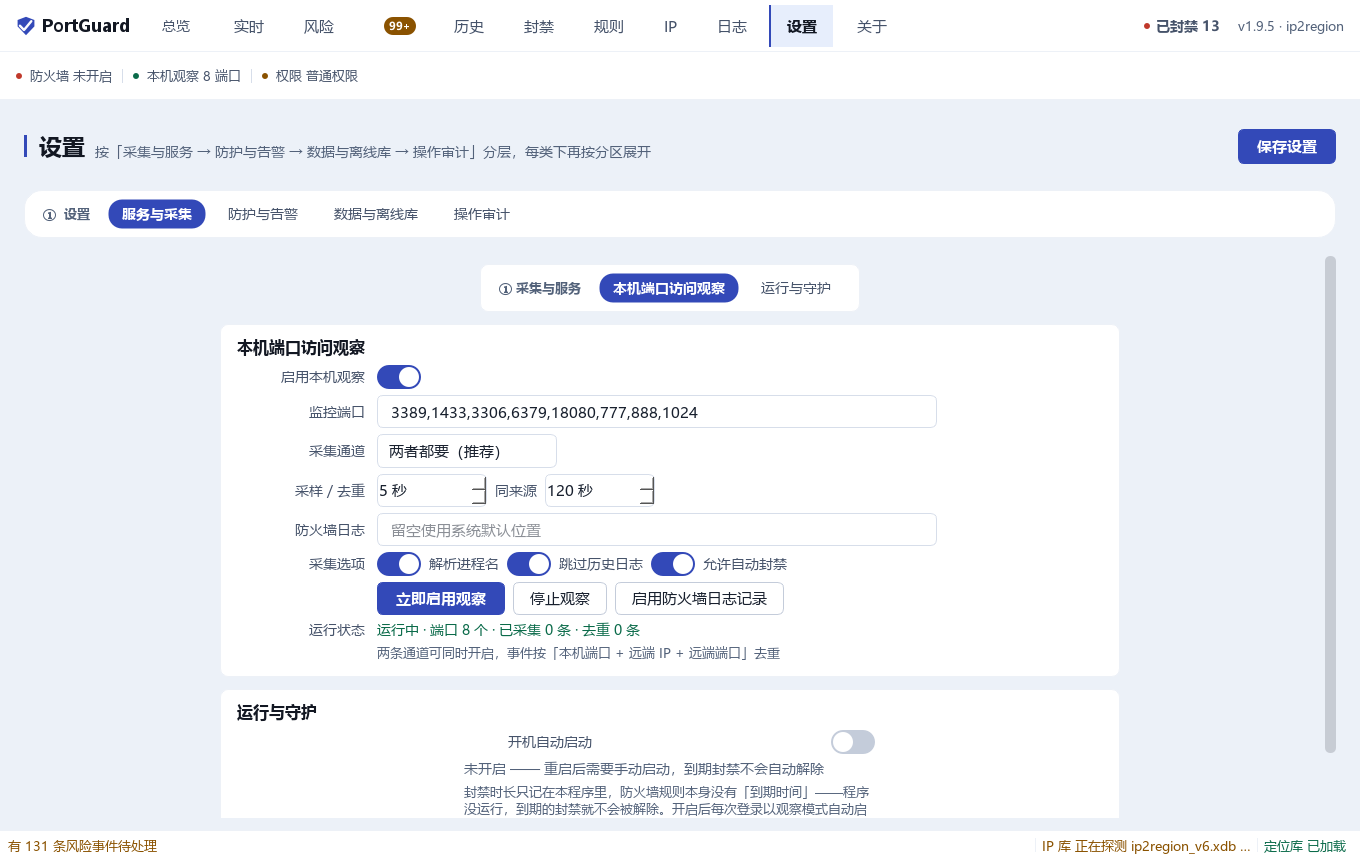 PortGuard 总览 实时 风险 99+ 历史 封禁 规则 IP 日志 设置 关于 已封禁 13 v1.9.5 · ip2region
防火墙 未开启 本机观察 8 端口 权限 普通权限
设置 按「采集与服务 → 防护与告警 → 数据与离线库 → 操作审计」分层，每类下再按分区展开 保存设置
① 设置 服务与采集 防护与告警 数据与离线库 操作审计
① 采集与服务 本机端口访问观察 运行与守护
本机端口访问观察
启用本机观察
监控端口 3389,1433,3306,6379,18080,777,888,1024
采集通道 两者都要（推荐）
采样 / 去重 5 秒 同来源 120 秒
防火墙日志 留空使用系统默认位置
采集选项 解析进程名 跳过历史日志 允许自动封禁
立即启用观察 停止观察 启用防火墙日志记录
运行状态 运行中 · 端口 8 个 · 已采集 0 条 · 去重 0 条
两条通道可同时开启，事件按「本机端口 + 远端 IP + 远端端口」去重
运行与守护
开机自动启动
未开启 —— 重启后需要手动启动，到期封禁不会自动解除
封禁时长只记在本程序里，防火墙规则本身没有「到期时间」——程序
没运行，到期的封禁就不会被解除。开启后每次登录以观察模式自动启
有 131 条风险事件待处理 IP 库 正在探测 ip2region_v6.xdb ... 定位库 已加载